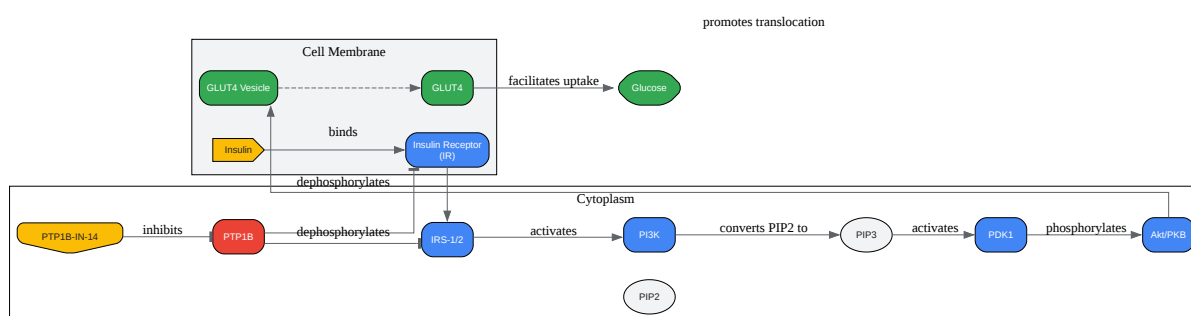 promotes translocation
Cell Membrane
GLUT4 Vesicle
GLUT4
facilitates uptake
Glucose
Insulin
binds
Insulin Receptor
(IR)
dephosphorylates
Cytoplasm
PTP1B-IN-14
inhibits
PTP1B
dephosphorylates
IRS-1/2
activates
PI3K
converts PIP2 to
PIP3
activates
PDK1
phosphorylates
Akt/PKB
PIP2